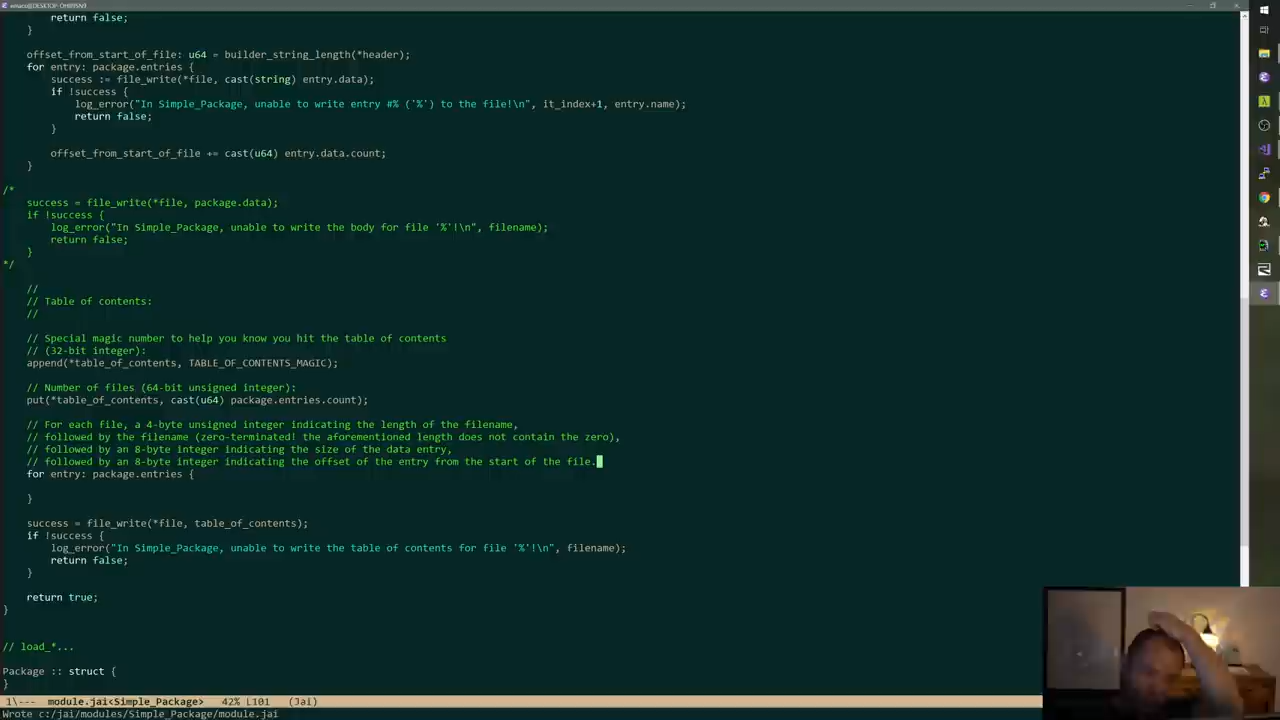 emacs@DESKTOP-OH89SN9
        return false;
    }
    offset_from_start_of_file: u64 = builder_string_length(*header);
    for entry: package.entries {
        success := file_write(*file, cast(string) entry.data);
        if !success {
            log_error("In Simple_Package, unable to write entry #% ('%') to the file!\n", it_index+1, entry.name);
            return false;
        }
        offset_from_start_of_file += cast(u64) entry.data.count;
    }
/*
    success = file_write(*file, package.data);
    if !success {
        log_error("In Simple_Package, unable to write the body for file '%'!\n", filename);
        return false;
    }
*/
    //
    // Table of contents:
    //
    // Special magic number to help you know you hit the table of contents
    // (32-bit integer):
    append(*table_of_contents, TABLE_OF_CONTENTS_MAGIC);
    // Number of files (64-bit unsigned integer):
    put(*table_of_contents, cast(u64) package.entries.count);
    // For each file, a 4-byte unsigned integer indicating the length of the filename,
    // followed by the filename (zero-terminated! the aforementioned length does not contain the zero),
    // followed by an 8-byte integer indicating the size of the data entry,
    // followed by an 8-byte integer indicating the offset of the entry from the start of the file.
    for entry: package.entries {
    }
    success = file_write(*file, table_of_contents);
    if !success {
        log_error("In Simple_Package, unable to write the table of contents for file '%'!\n", filename);
        return false;
    }
    return true;
}
// load_*...
Package :: struct {
}
1\--- module.jai<Simple_Package> 42% L101 (Jai)
Wrote c:/jai/modules/Simple_Package/module.jai